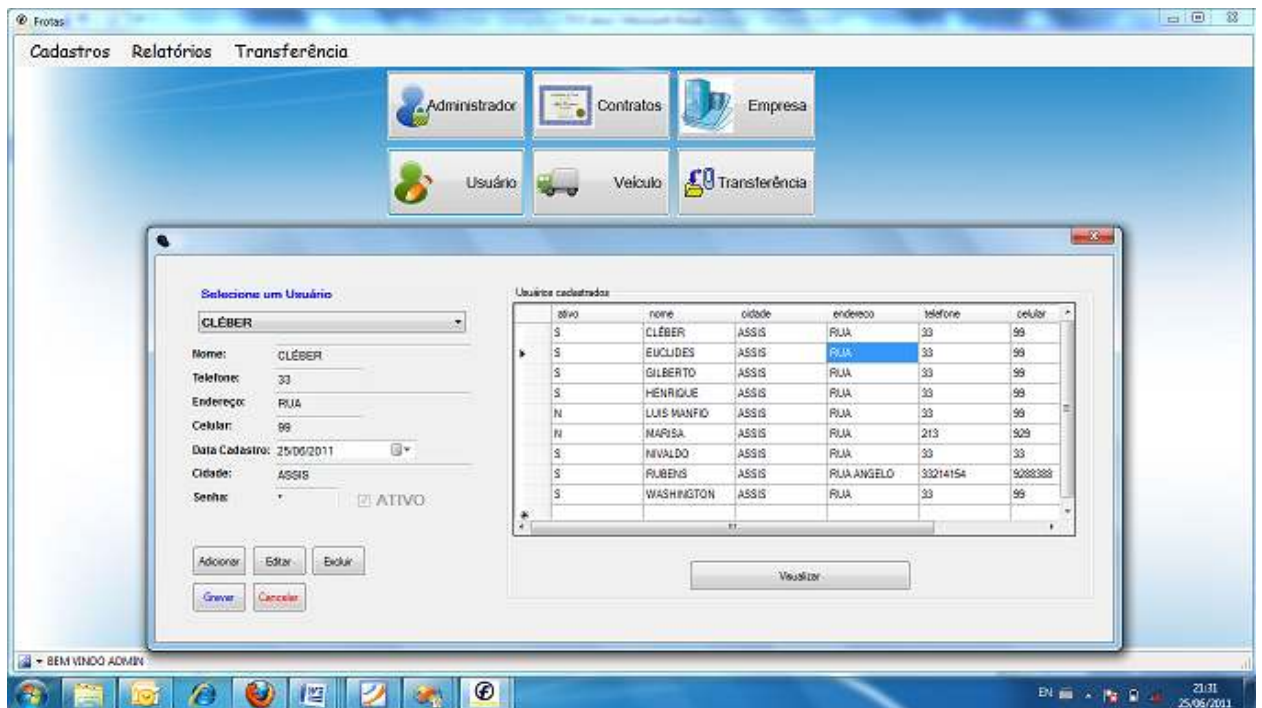 Frotas
Cadastros Relatórios Transferência
Administrador Contratos Empresa
Usuário Veículo Transferência
Selecione um Usuário
CLÉBER
Nome: CLÉBER
Telefone: 33
Endereço: RUA
Celular: 99
Data Cadastro: 25/06/2011
Cidade: ASSIS
Senha: * ATIVO
Adicionar Editar Excluir
Gravar Cancelar
Usuários cadastrados
ativo nome cidade endereco telefone celular
S CLÉBER ASSIS RUA 33 99
S EUCLIDES ASSIS RUA 33 99
S GILBERTO ASSIS RUA 33 99
S HENRIQUE ASSIS RUA 33 99
N LUIS MANFIO ASSIS RUA 33 99
N MARISA ASSIS RUA 213 929
S NIVALDO ASSIS RUA 33 33
S RUBENS ASSIS RUA ANGELO 33214154 9288388
S WASHINGTON ASSIS RUA 33 99
Visualizar
BEM VINDO ADMIN
EN 21:31
25/06/2011